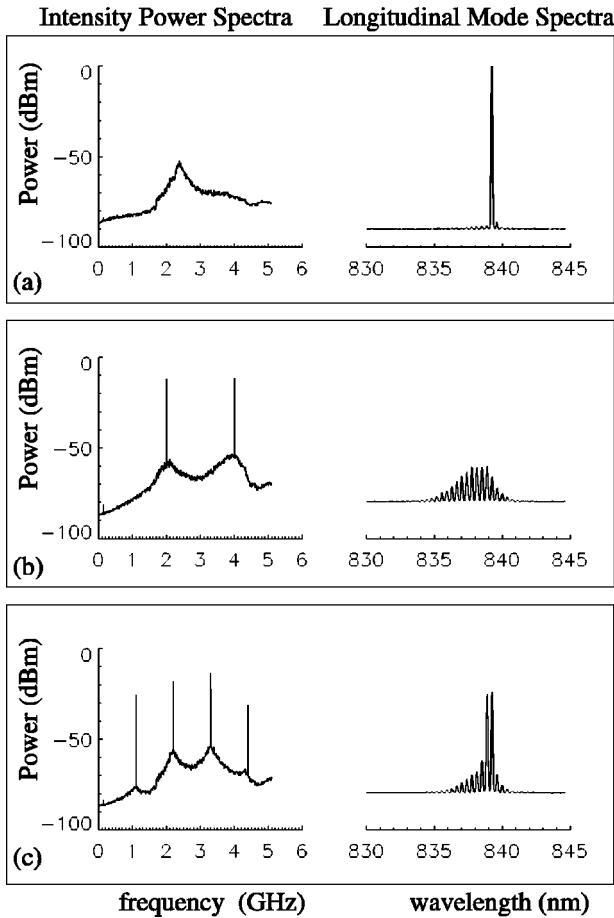 Intensity Power Spectra Longitudinal Mode Spectra
Power (dBm)
0
−50
−100
0 1 2 3 4 5 6
830 835 840 845
(a)
Power (dBm)
0
−50
−100
0 1 2 3 4 5 6
830 835 840 845
(b)
Power (dBm)
0
−50
−100
0 1 2 3 4 5 6
830 835 840 845
(c)
frequency (GHz) wavelength (nm)